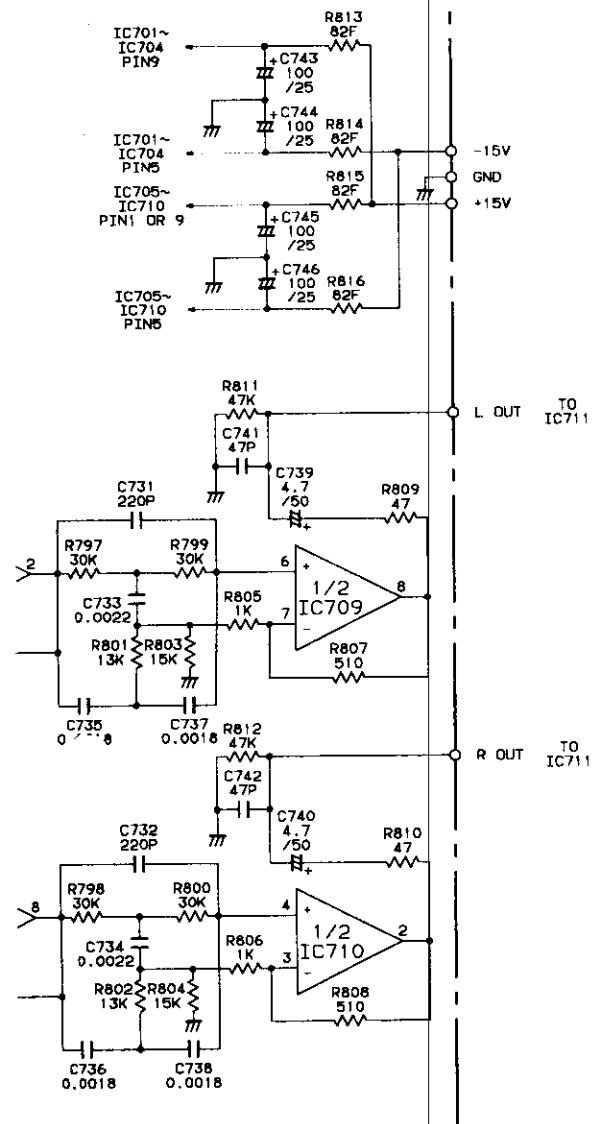 IC701~
IC704
PIN9
R813
82F
+C743
100
/25
+C744
100
/25
R814
82F
IC701~
IC704
PIN5
-15V
GND
R815
82F
+15V
IC705~
IC710
PIN1 OR 9
+C745
100
/25
+C746
100
/25
R816
82F
IC705~
IC710
PIN5
R811
47K
L OUT
TO
IC711
C741
47P
C739
4.7
/50
+
R809
47
C731
220P
2
R797
30K
R799
30K
6
+
1/2
IC709
8
C733
0.0022
R805
1K
7
−
R801
13K
R803
15K
R807
510
C735
C737
0.0018
R812
47K
R OUT
TO
IC711
C742
47P
C740
4.7
/50
+
R810
47
C732
220P
8
R798
30K
R800
30K
4
+
1/2
IC710
2
C734
0.0022
R806
1K
3
−
R802
13K
R804
15K
R808
510
C736
0.0018
C738
0.0018